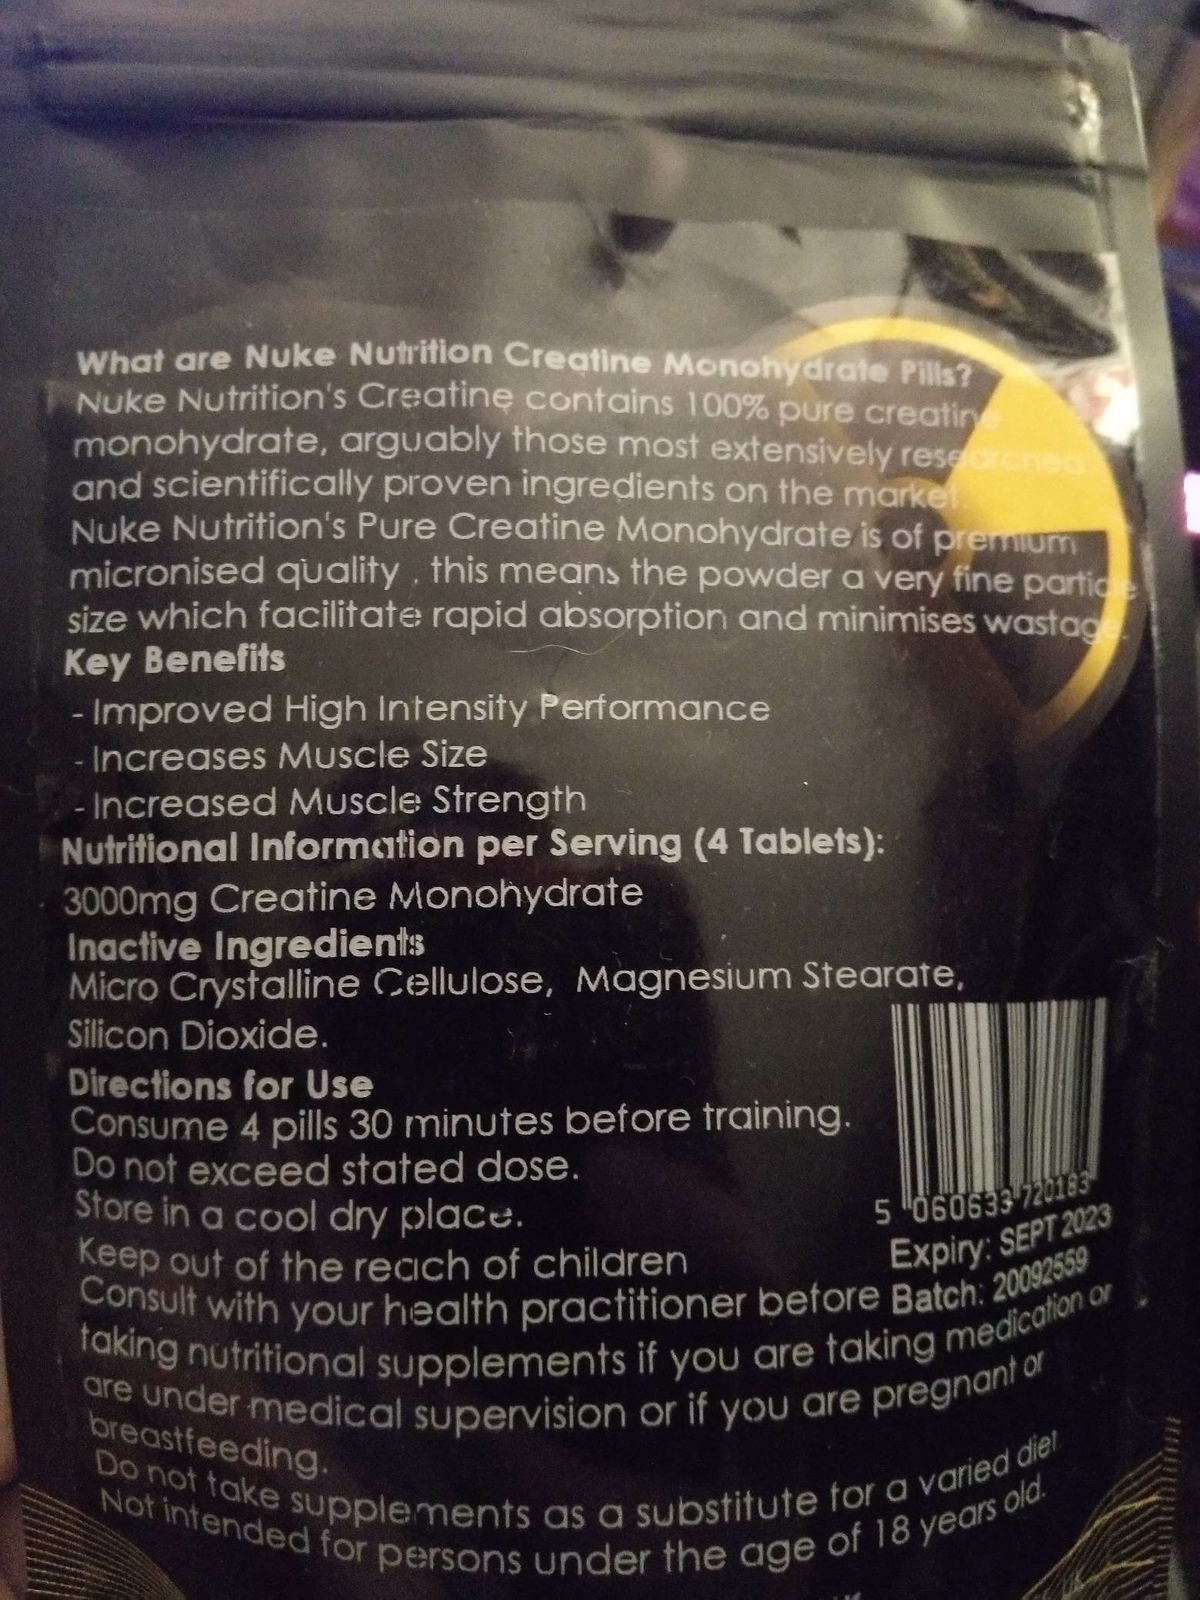 What are Nuke Nutrition Creatine Monohydrate Pills?
Nuke Nutrition's Creatine contains 100% pure creatine
monohydrate, arguably those most extensively researched
and scientifically proven ingredients on the market.
Nuke Nutrition's Pure Creatine Monohydrate is of premium
micronised quality , this means the powder a very fine particle
size which facilitate rapid absorption and minimises wastage.
Key Benefits
- Improved High Intensity Performance
- Increases Muscle Size
- Increased Muscle Strength
Nutritional Information per Serving (4 Tablets):
3000mg Creatine Monohydrate
Inactive Ingredients
Micro Crystalline Cellulose, Magnesium Stearate,
Silicon Dioxide.
Directions for Use
Consume 4 pills 30 minutes before training.
Do not exceed stated dose.
Store in a cool dry place.
Keep out of the reach of children
Consult with your health practitioner before
taking nutritional supplements if you are taking medication or
are under medical supervision or if you are pregnant or
breastfeeding.
Do not take supplements as a substitute for a varied diet.
Not intended for persons under the age of 18 years old.
5 060633 720183
Expiry: SEPT 2023
Batch: 20092559